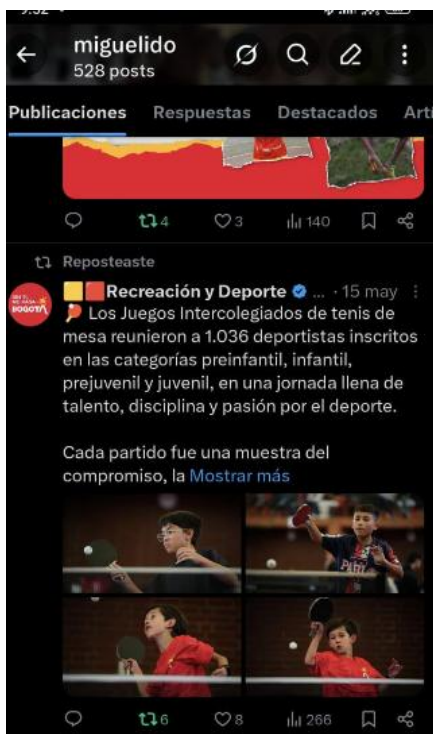 miguelido
528 posts
Publicaciones Respuestas Destacados Artí
4 3 140
Reposteaste
Recreación y Deporte ... · 15 may
Los Juegos Intercolegiados de tenis de
mesa reunieron a 1.036 deportistas inscritos
en las categorías preinfantil, infantil,
prejuvenil y juvenil, en una jornada llena de
talento, disciplina y pasión por el deporte.
Cada partido fue una muestra del
compromiso, la Mostrar más
BOGOTÁ
6 8 266